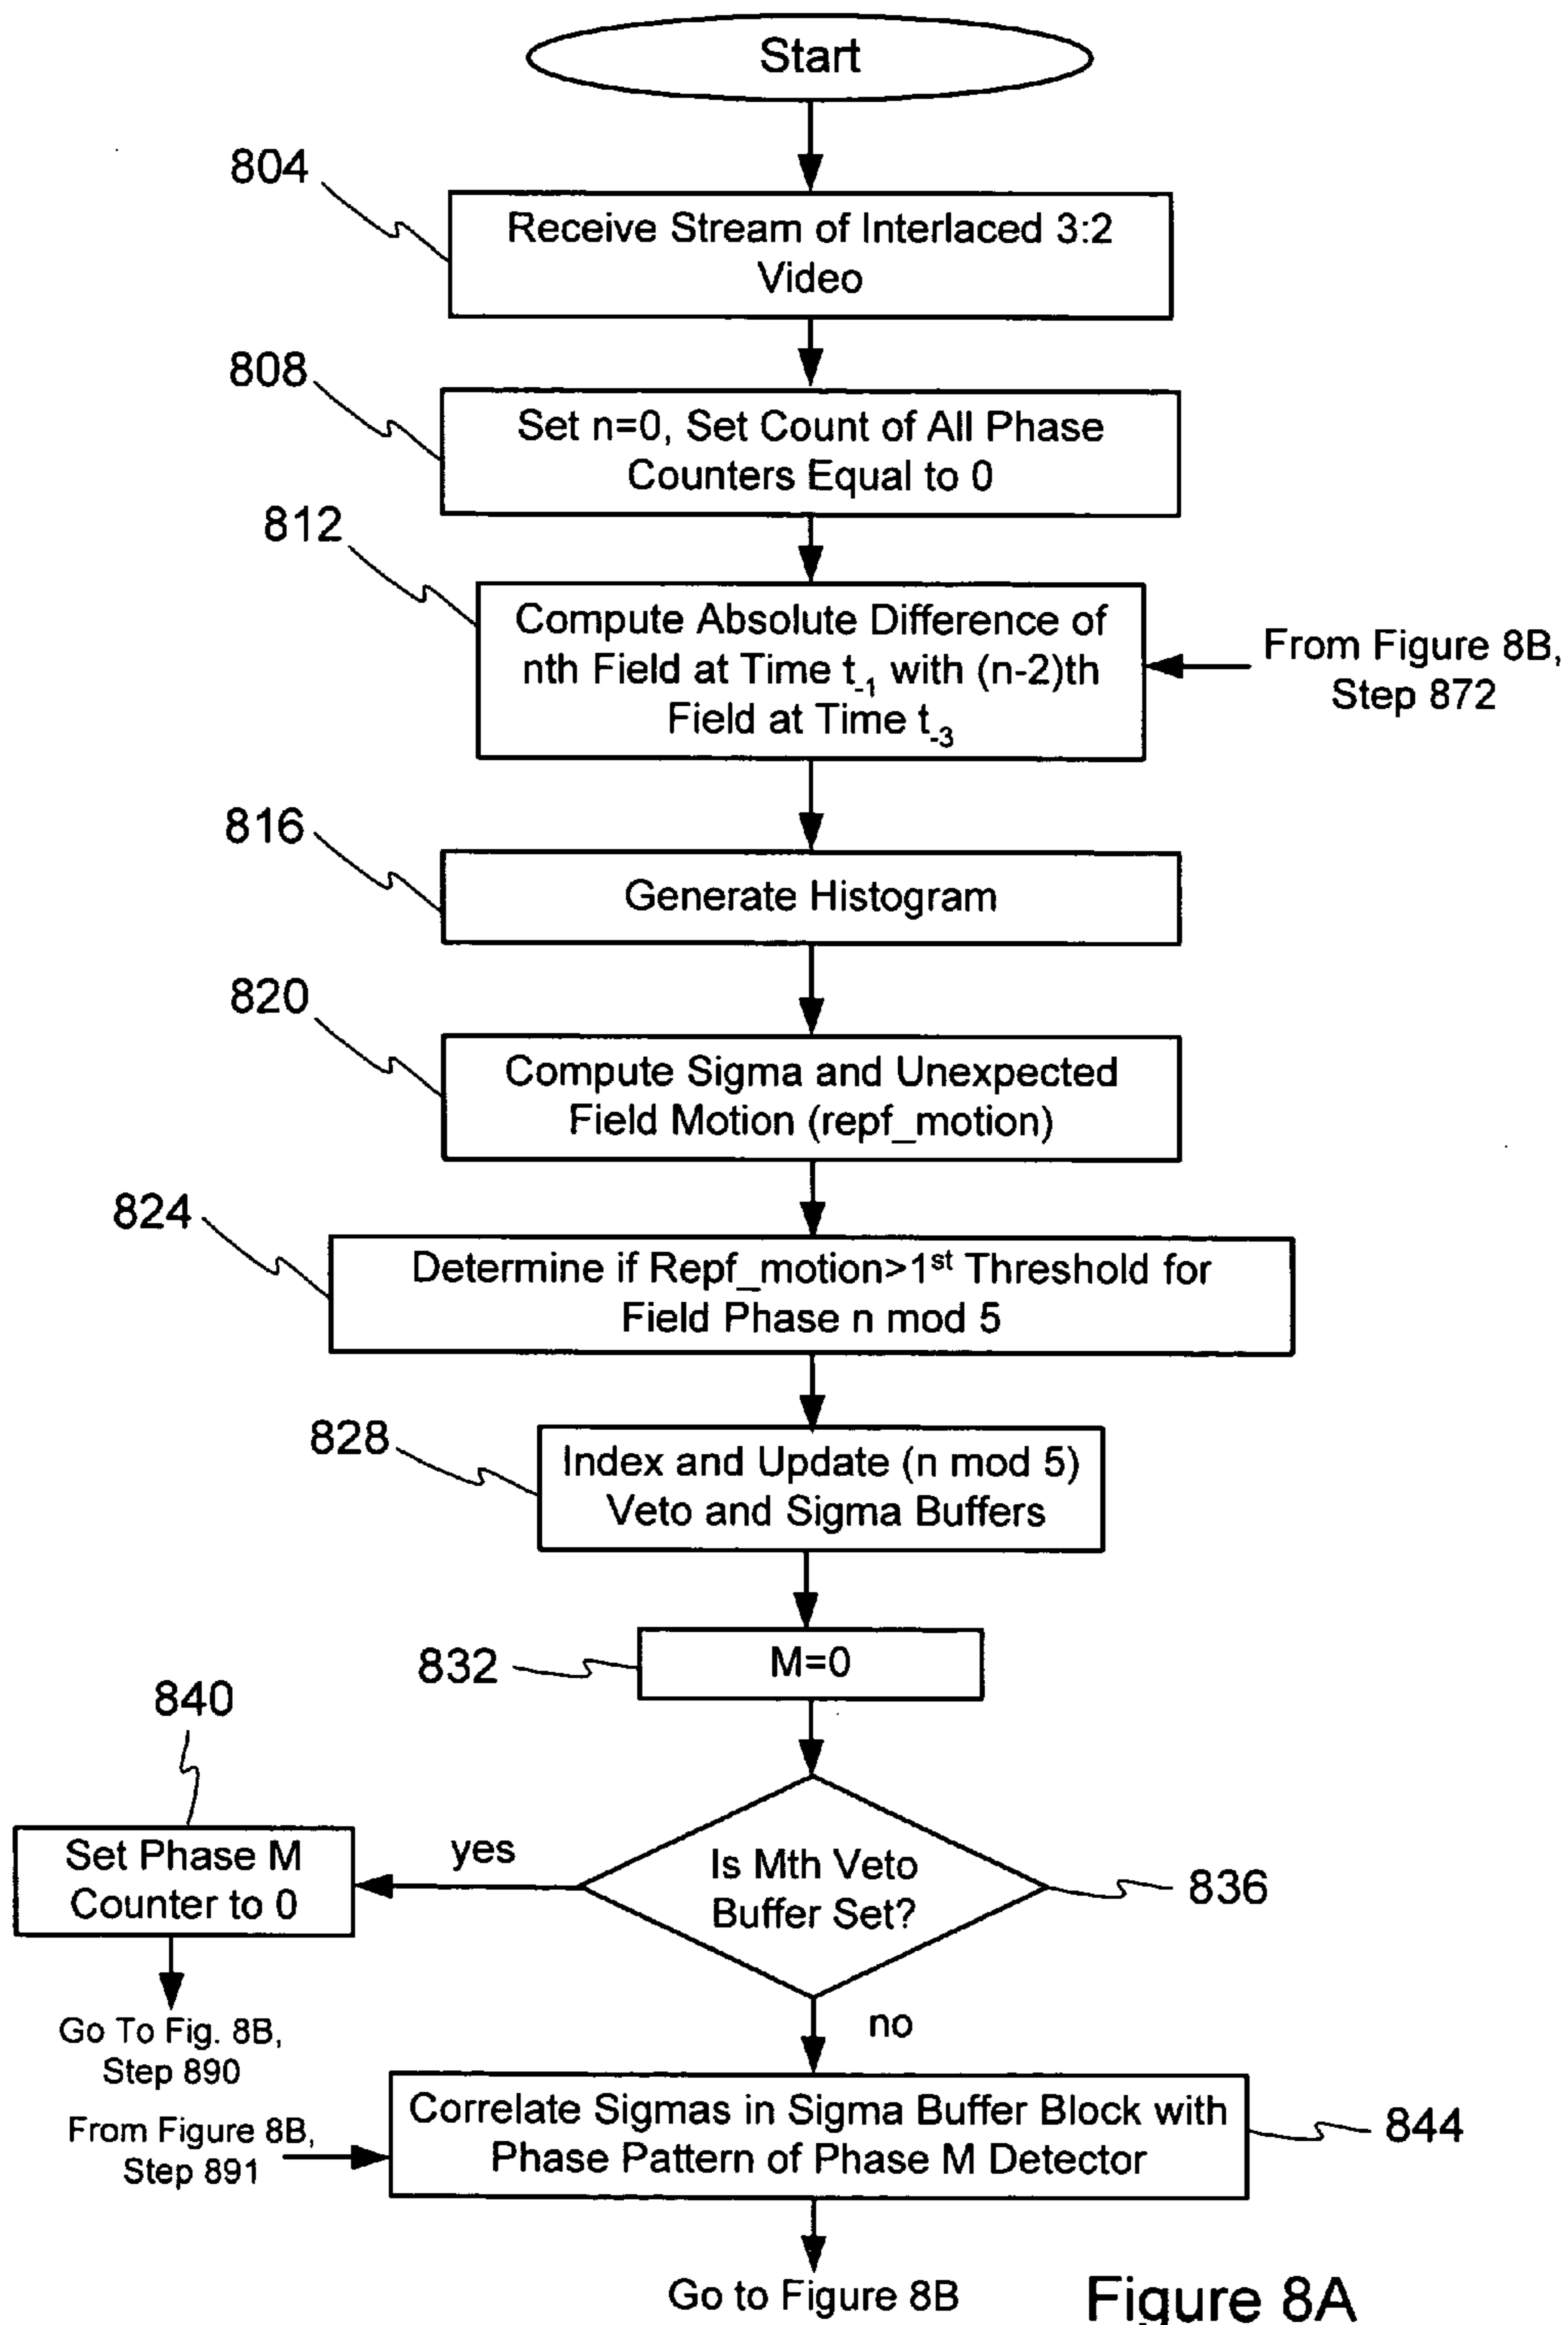 Start
804
Receive Stream of Interlaced 3:2
Video
808
Set n=0, Set Count of All Phase
Counters Equal to 0
812
Compute Absolute Difference of
nth Field at Time t-1 with (n-2)th
Field at Time t-3
From Figure 8B,
Step 872
816
Generate Histogram
820
Compute Sigma and Unexpected
Field Motion (repf_motion)
824
Determine if Repf_motion>1st Threshold for
Field Phase n mod 5
828
Index and Update (n mod 5)
Veto and Sigma Buffers
832
M=0
840
Set Phase M
Counter to 0
yes
Is Mth Veto
Buffer Set?
836
Go To Fig. 8B,
Step 890
no
From Figure 8B,
Step 891
Correlate Sigmas in Sigma Buffer Block with
Phase Pattern of Phase M Detector
844
Go to Figure 8B
Figure 8A